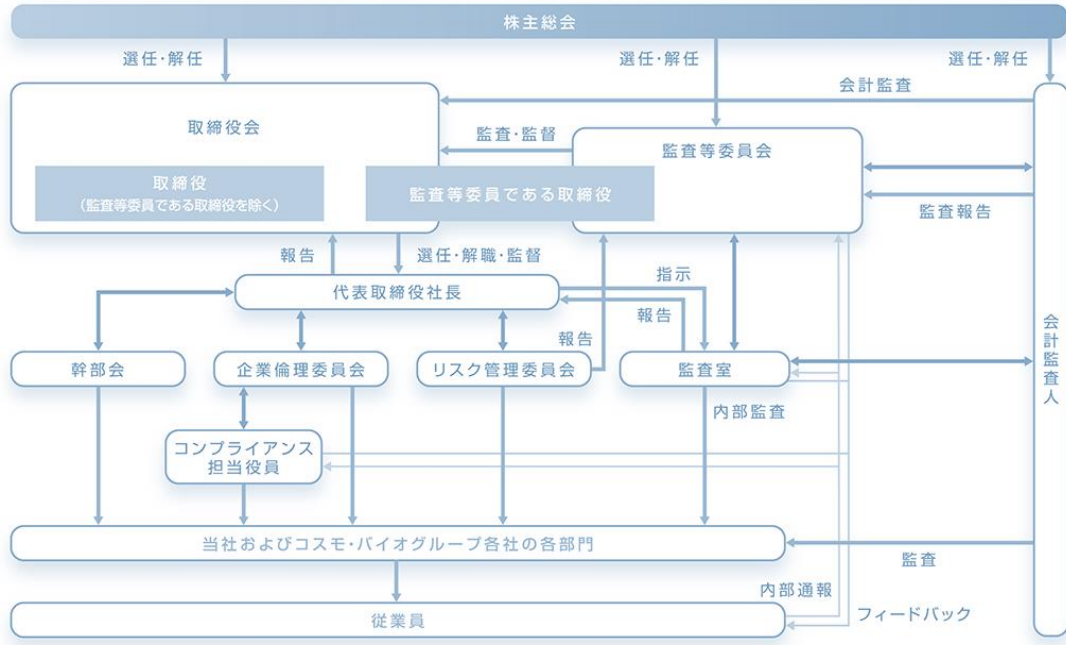 株主総会
選任・解任
選任・解任
選任・解任
会計監査
取締役会
監査・監督
監査等委員会
取締役
（監査等委員である取締役を除く）
監査等委員である取締役
監査報告
報告
選任・解職・監督
指示
代表取締役社長
報告
報告
会計監査人
幹部会
企業倫理委員会
リスク管理委員会
監査室
内部監査
コンプライアンス
担当役員
当社およびコスモ・バイオグループ各社の各部門
監査
内部通報
従業員
フィードバック